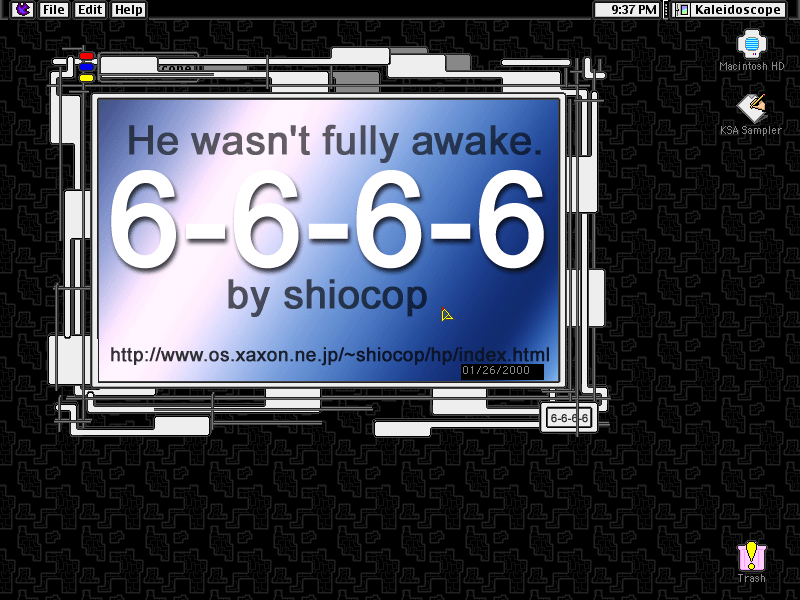 File Edit Help 9:37 PM Kaleidoscope
Macintosh HD
KSA Sampler
He wasn't fully awake.
6-6-6-6
by shiocop
http://www.os.xaxon.ne.jp/~shiocop/hp/index.html
01/26/2000
6-6-6-6
Trash